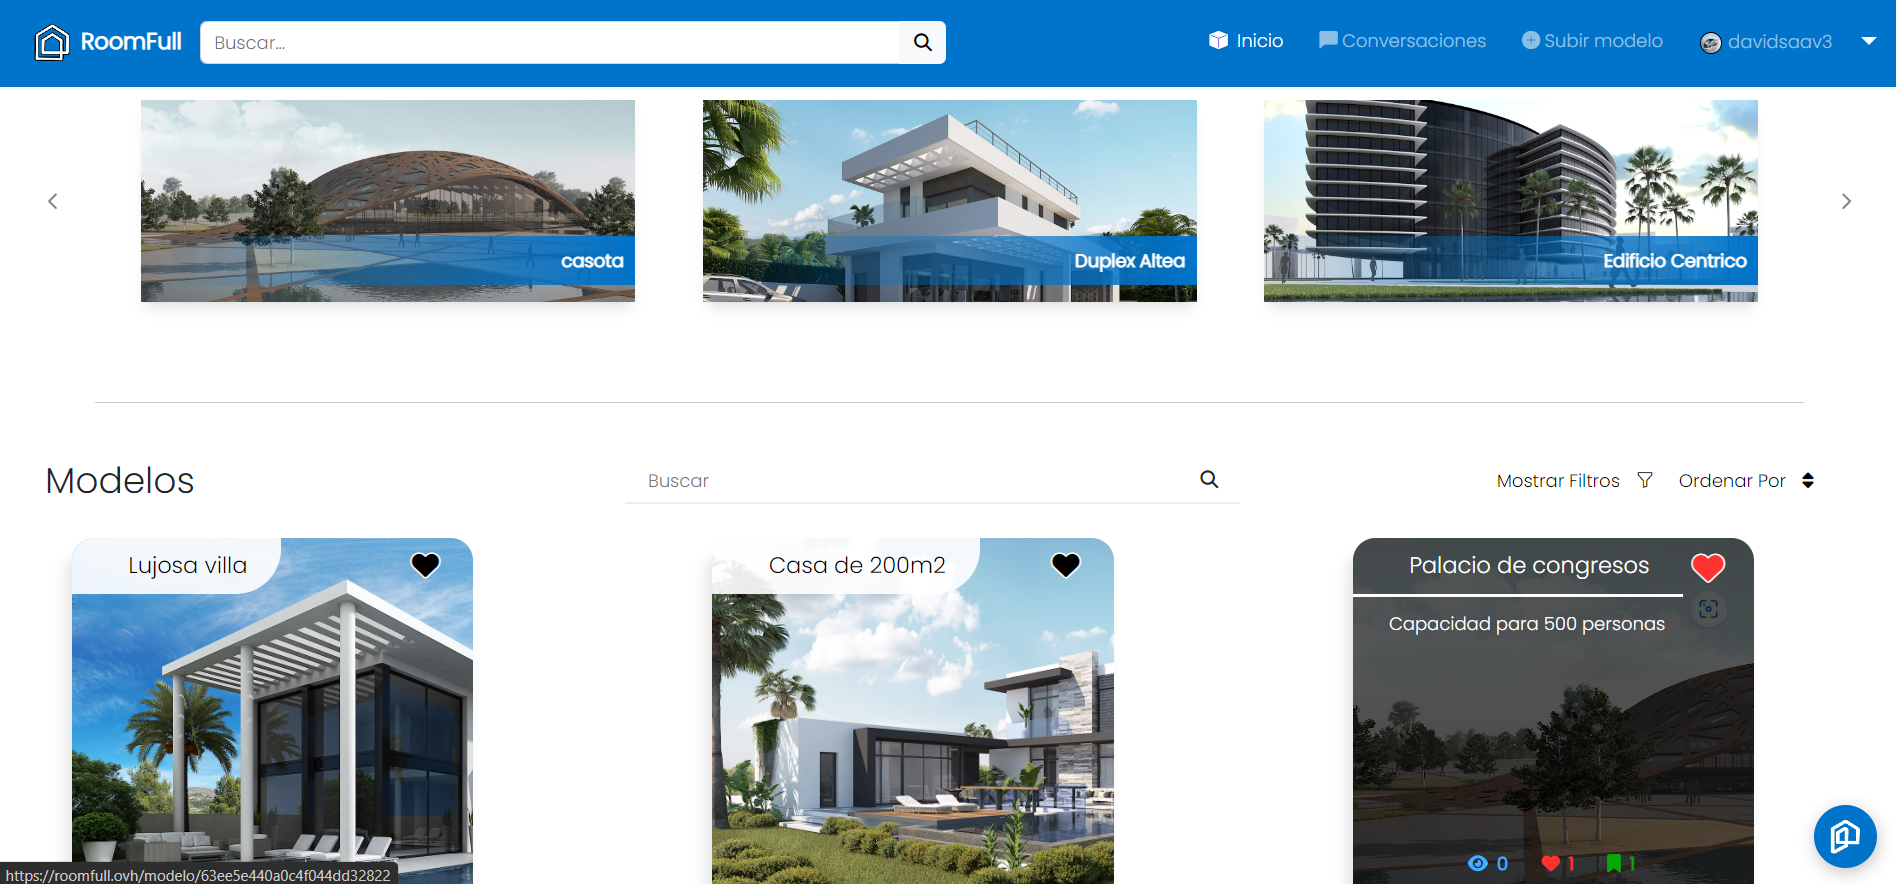 RoomFull
Buscar...
Inicio
Conversaciones
Subir modelo
davidsaav3
casota
Duplex Altea
Edificio Centrico
Modelos
Buscar
Mostrar Filtros
Ordenar Por
Lujosa villa
Casa de 200m2
Palacio de congresos
Capacidad para 500 personas
0
1
1
https://roomfull.ovh/modelo/63ee5e440a0c4f044dd32822